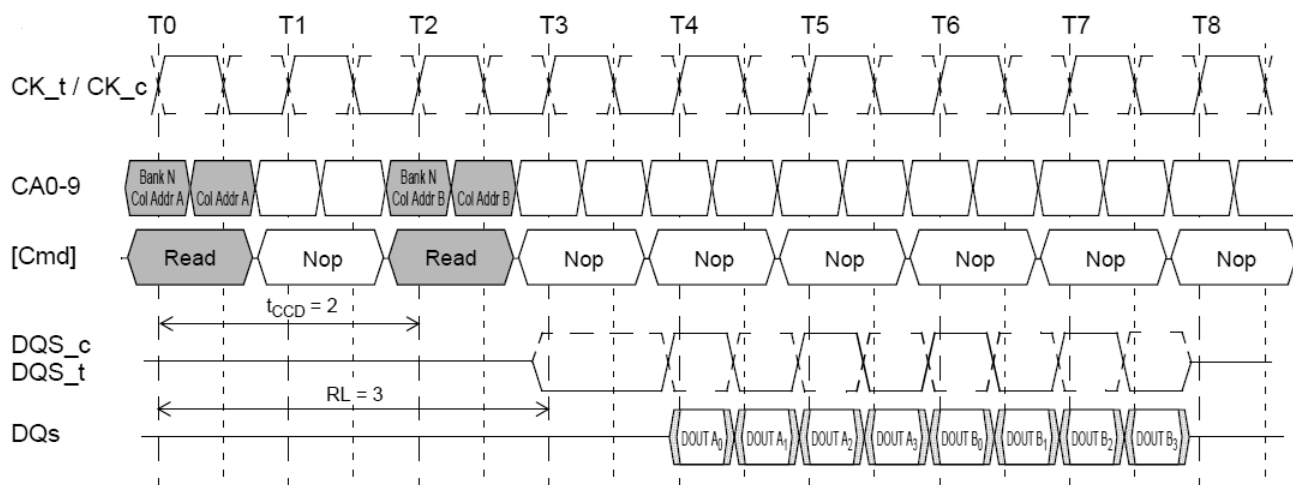 T0 T1 T2 T3 T4 T5 T6 T7 T8
CK_t / CK_c
CA0-9
Bank N
Col Addr A
Col Addr A
Bank N
Col Addr B
Col Addr B
[Cmd] Read Nop Read Nop Nop Nop Nop Nop Nop
tCCD = 2
DQS_c
DQS_t
RL = 3
DQs DOUT A0 DOUT A1 DOUT A2 DOUT A3 DOUT B0 DOUT B1 DOUT B2 DOUT B3